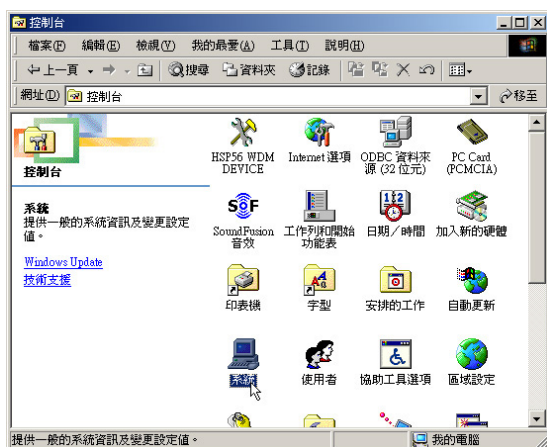 控制台
檔案(F) 編輯(E) 檢視(V) 我的最愛(A) 工具(T) 說明(H)
上一頁 搜尋 資料夾 記錄
網址(D) 控制台 移至
控制台
系統
提供一般的系統資訊及變更設定
值。
Windows Update
技術支援
HSP56 WDM
DEVICE
Internet 選項
ODBC 資料來
源 (32 位元)
PC Card
(PCMCIA)
SoundFusion
音效
工作列和開始
功能表
日期／時間
加入新的硬體
印表機
字型
安排的工作
自動更新
系統
使用者
協助工具選項
區域設定
提供一般的系統資訊及變更設定值。
我的電腦